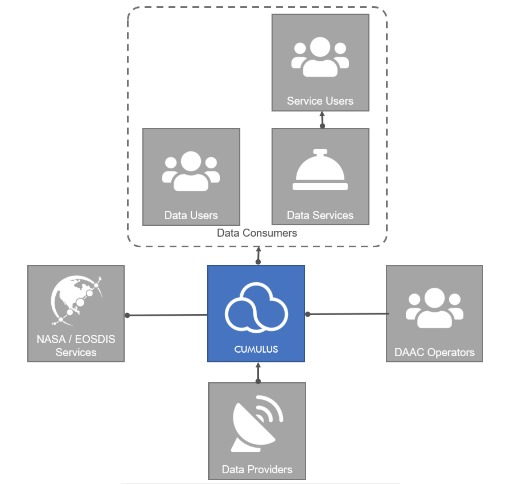 Service Users
Data Users
Data Services
Data Consumers
NASA / EOSDIS
Services
CUMULUS
DAAC Operators
Data Providers